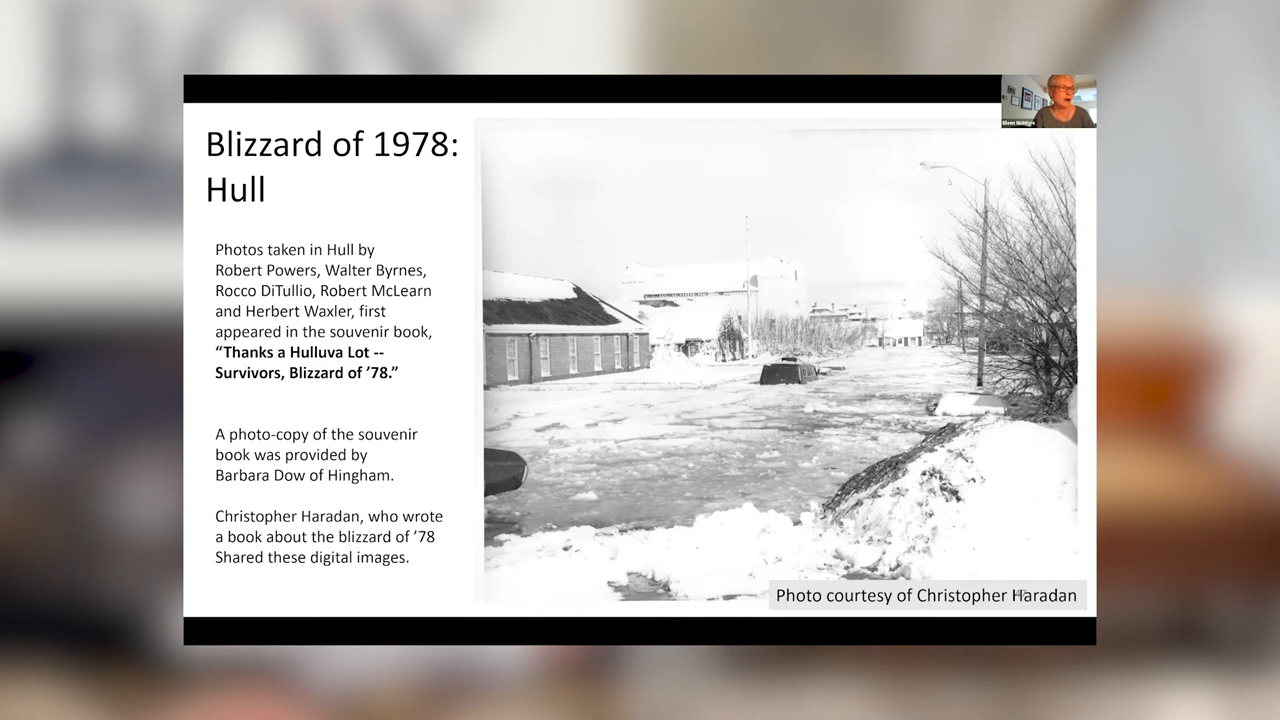 Blizzard of 1978:
Hull
Photos taken in Hull by
Robert Powers, Walter Byrnes,
Rocco DiTullio, Robert McLearn
and Herbert Waxler, first
appeared in the souvenir book,
“Thanks a Hulluva Lot --
Survivors, Blizzard of ’78.”
A photo-copy of the souvenir
book was provided by
Barbara Dow of Hingham.
Christopher Haradan, who wrote
a book about the blizzard of ’78
Shared these digital images.
Photo courtesy of Christopher Haradan
Eileen McIntyre